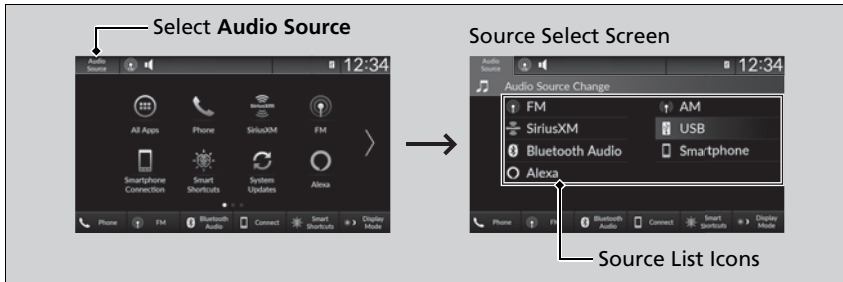 Select Audio Source
Audio
Source
12:34
All Apps
Phone
SiriusXM
FM
Smartphone
Connection
Smart
Shortcuts
System
Updates
Alexa
Phone
FM
Bluetooth
Audio
Connect
Smart
Shortcuts
Display
Mode
Source Select Screen
Audio
Source
12:34
Audio Source Change
FM
AM
SiriusXM
USB
Bluetooth Audio
Smartphone
Alexa
Phone
FM
Bluetooth
Audio
Connect
Smart
Shortcuts
Display
Mode
Source List Icons